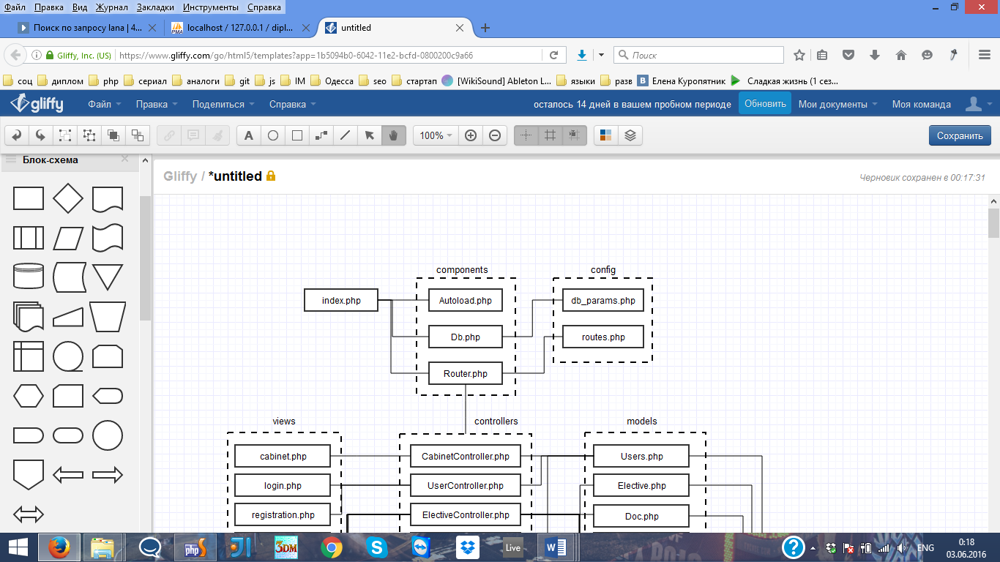 Файл Правка Вид Журнал Закладки Инструменты Справка
Поиск по запросу lana | 4...
localhost / 127.0.0.1 / dipl...
untitled
Gliffy, Inc. (US)
https://www.gliffy.com/go/html5/templates?app=1b5094b0-6042-11e2-bcfd-0800200c9a66
Поиск
соц диплом php сериал аналоги git js IM Одесса seo стартап [WikiSound] Ableton L... языки разв Елена Куропятник Сладкая жизнь (1 сез...
gliffy Файл Правка Поделиться Справка
осталось 14 дней в вашем пробном периоде Обновить Мои документы Моя команда
A 100% Сохранить
Блок-схема
Gliffy / *untitled
Черновик сохранен в 00:17:31
components config
index.php Autoload.php db_params.php
Db.php routes.php
Router.php
views controllers models
cabinet.php CabinetController.php Users.php
login.php UserController.php Elective.php
registration.php ElectiveController.php Doc.php
php
3DM
Live
ENG
0:18
03.06.2016